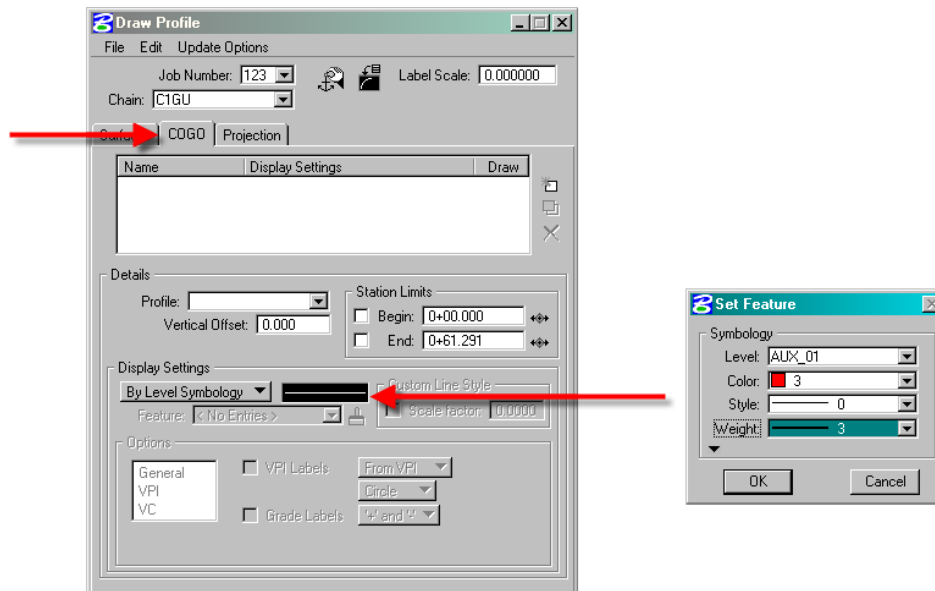 Draw Profile
File Edit Update Options
Job Number: 123
Label Scale: 0.000000
Chain: C1GU
Surface COGO Projection
Name Display Settings Draw
Details
Profile:
Vertical Offset: 0.000
Station Limits
Begin: 0+00.000
End: 0+61.291
Display Settings
By Level Symbology
Custom Line Style
Feature: < No Entries >
Scale factor: 0.0000
Options
General
VPI
VC
VPI Labels From VPI
Circle
Grade Labels '+' and '-'
Set Feature
Symbology
Level: AUX_01
Color: 3
Style: 0
Weight: 3
OK Cancel